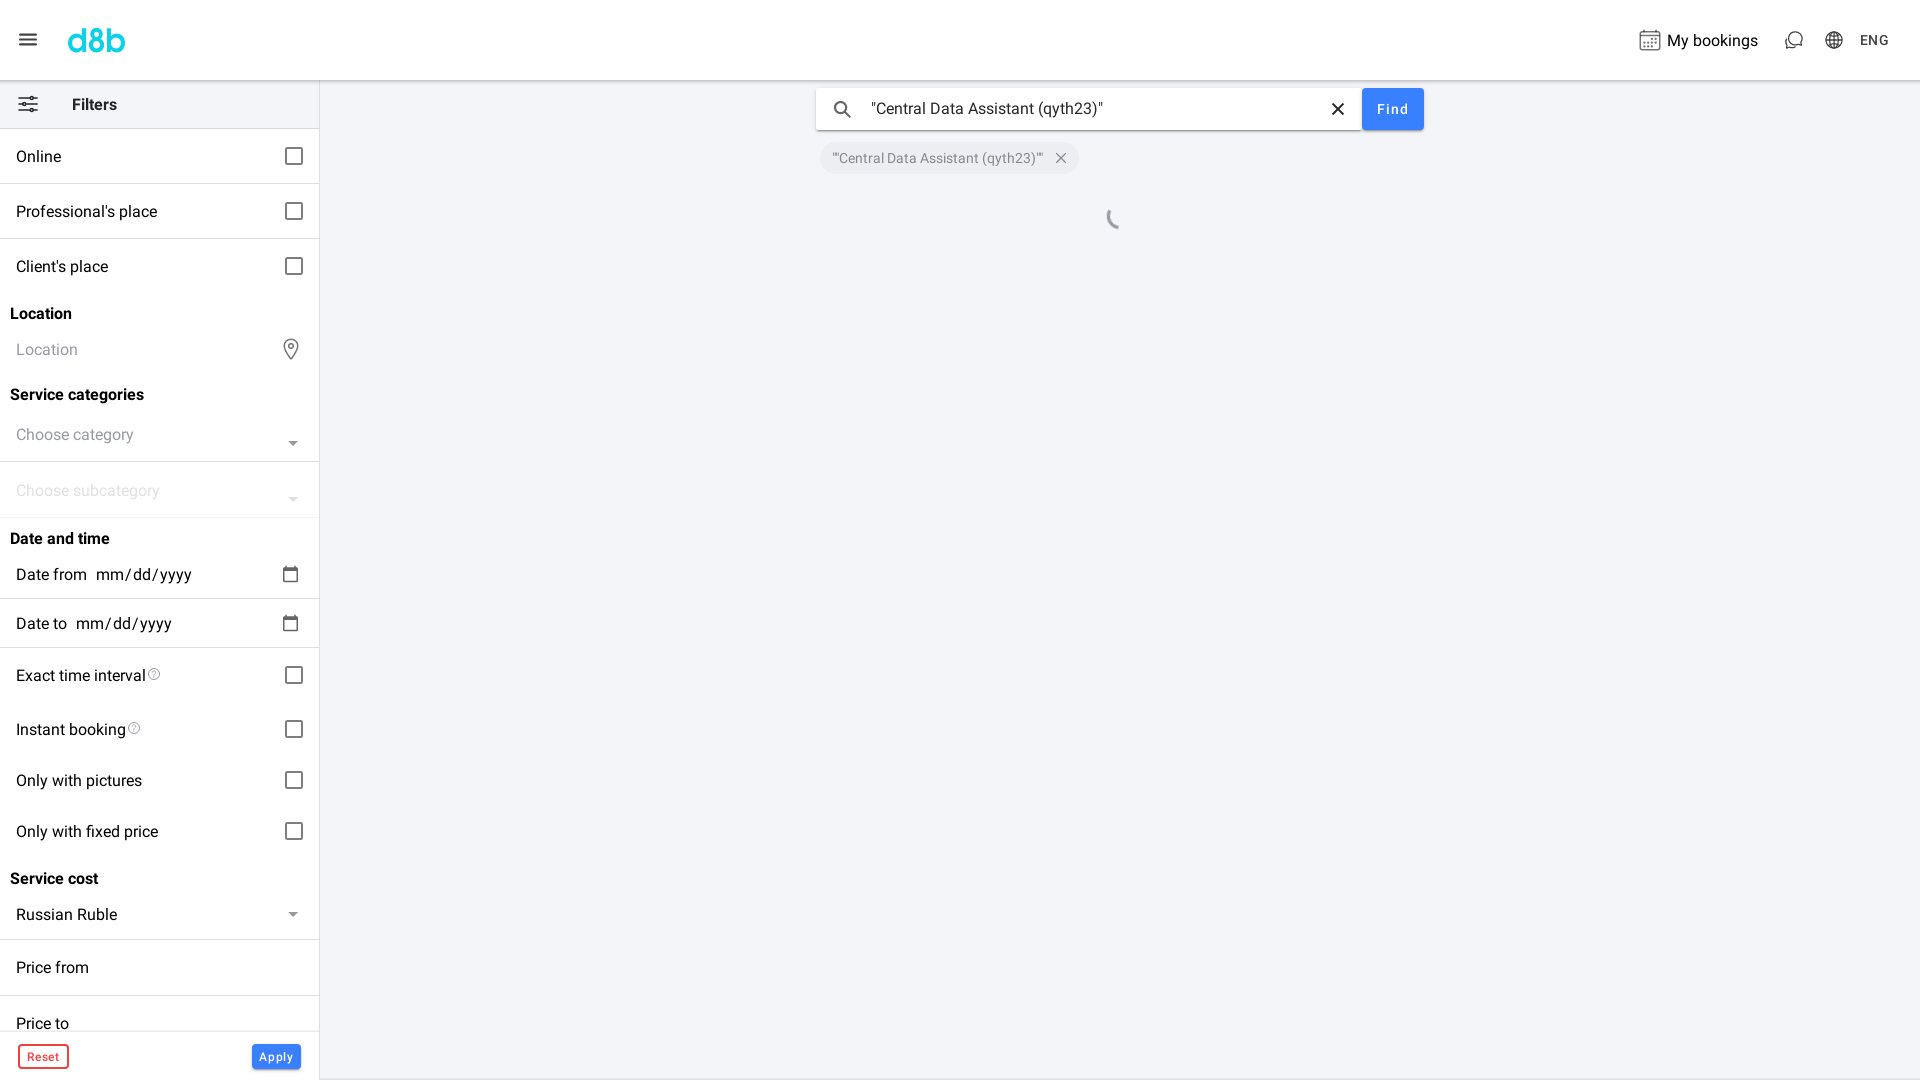 d8b
My bookings
ENG
Filters
"Central Data Assistant (qyth23)"
Find
""Central Data Assistant (qyth23)""
Online
Professional's place
Client's place
Location
Location
Service categories
Choose category
Choose subcategory
Date and time
Date from mm/dd/yyyy
Date to mm/dd/yyyy
Exact time interval
Instant booking
Only with pictures
Only with fixed price
Service cost
Russian Ruble
Price from
Price to
Reset
Apply